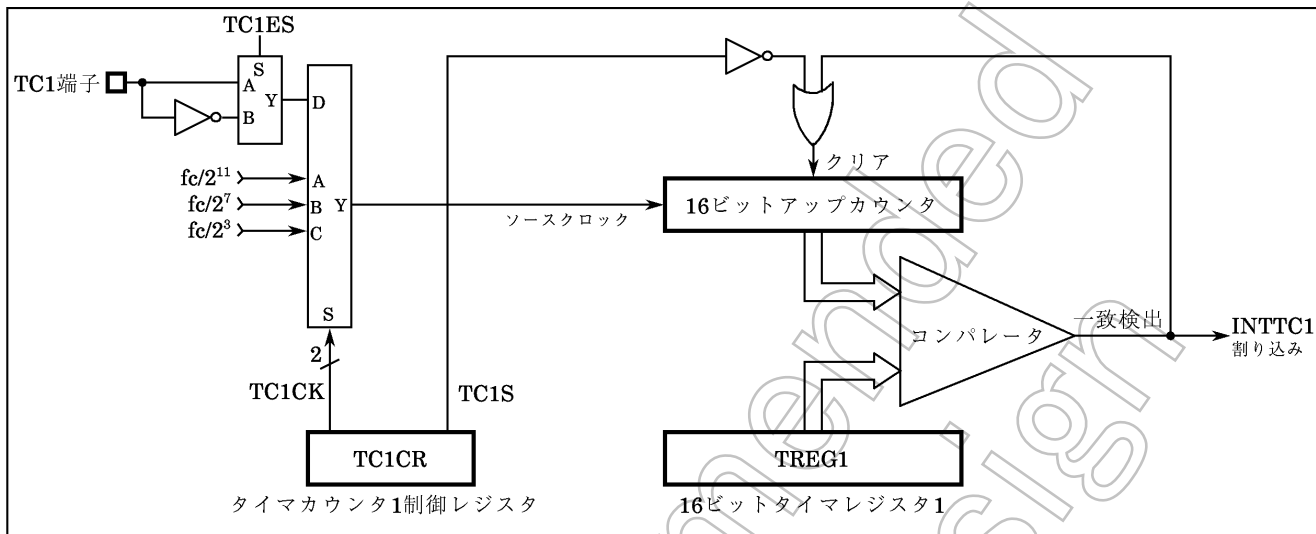 TC1ES
TC1端子
S
A
B
Y
D
fc/2¹¹
fc/2⁷
fc/2³
A
B
C
Y
S
2
TC1CK
TC1S
TC1CR
タイマカウンタ1制御レジスタ
クリア
ソースクロック
16ビットアップカウンタ
コンパレータ
一致検出
INTTC1
割り込み
TREG1
16ビットタイマレジスタ1
mended
sign